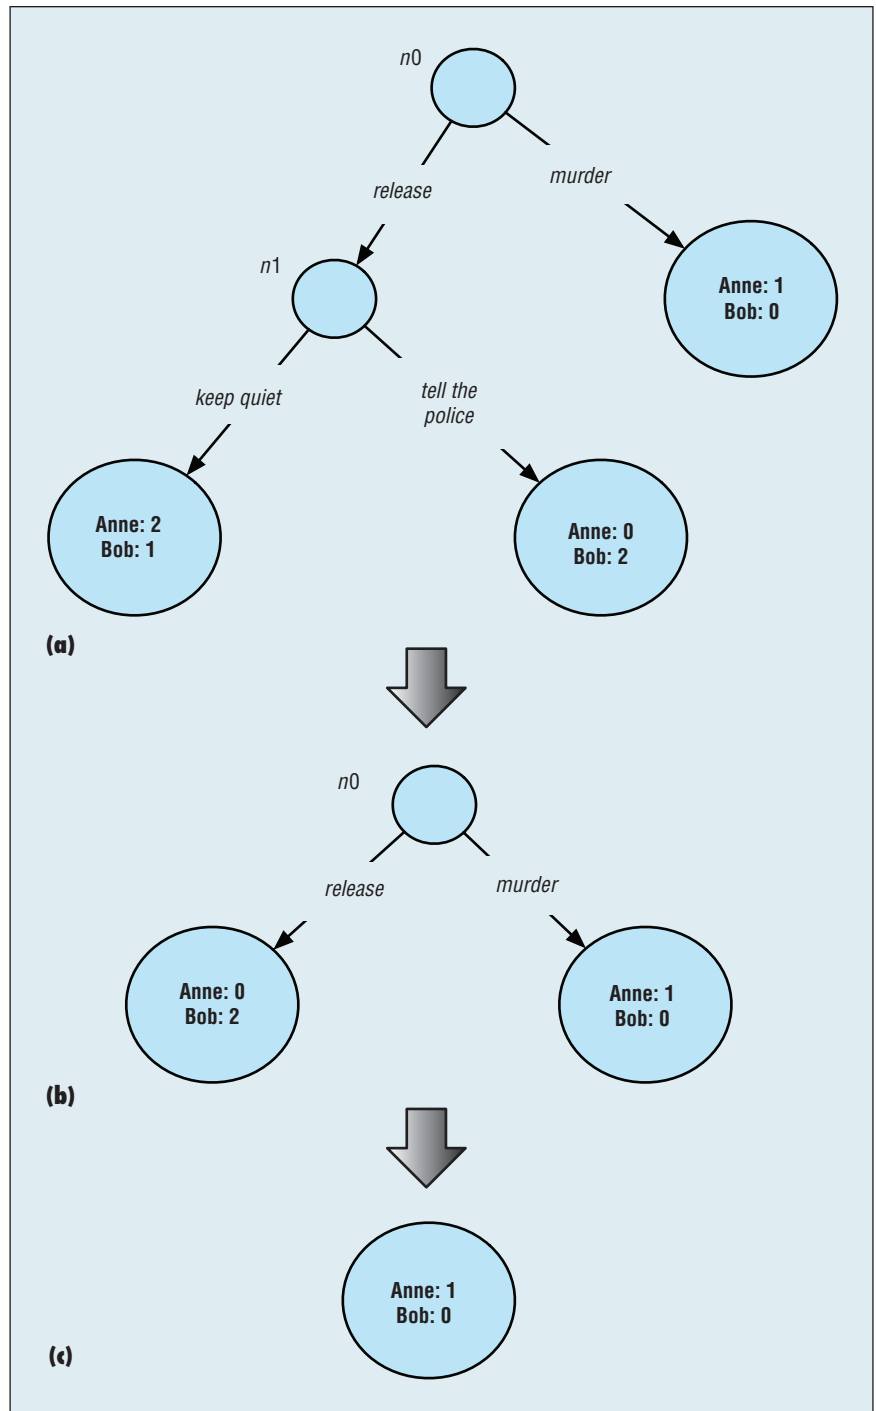 n0
release
murder
n1
Anne: 1
Bob: 0
keep quiet
tell the
police
Anne: 2
Bob: 1
Anne: 0
Bob: 2
(a)
n0
release
murder
Anne: 0
Bob: 2
Anne: 1
Bob: 0
(b)
Anne: 1
Bob: 0
(c)